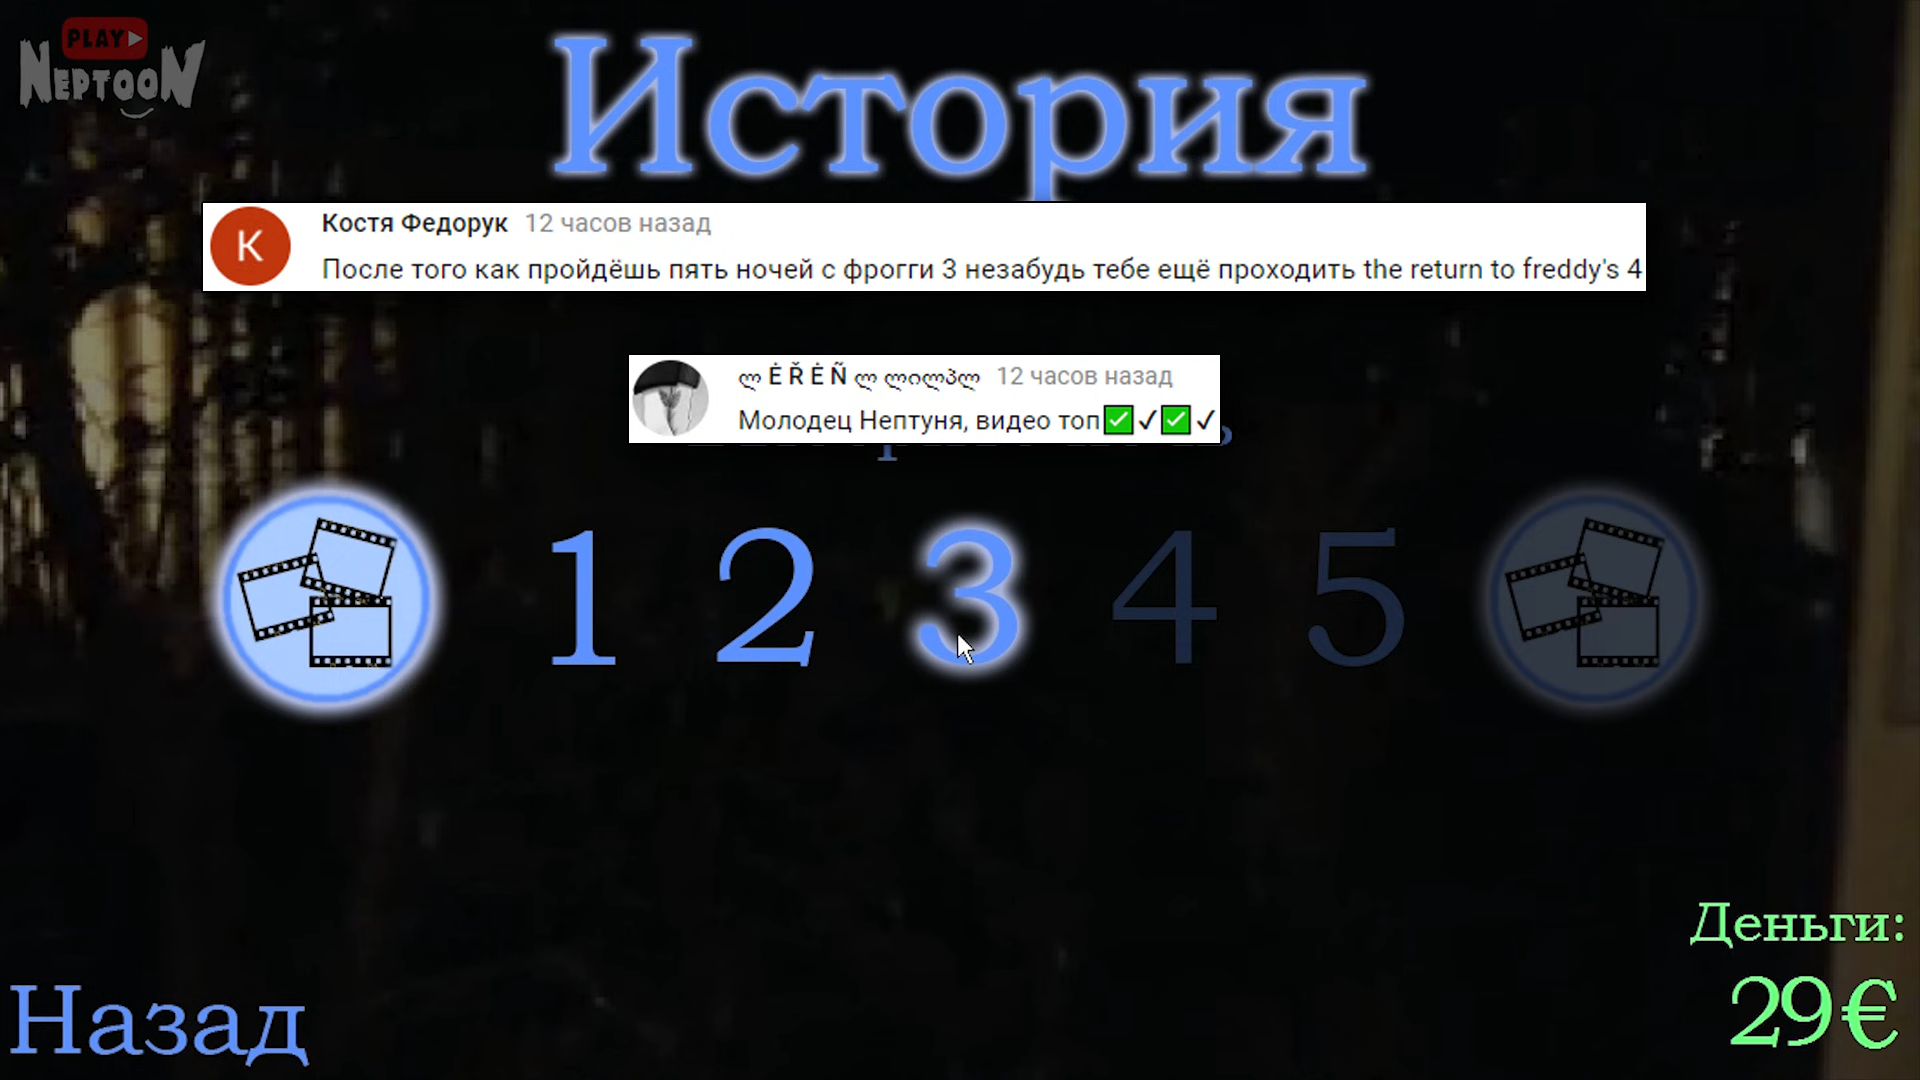 PLAY
NEPTOON
История
К
Костя Федорук 12 часов назад
После того как пройдёшь пять ночей с фрогги 3 незабудь тебе ещё проходить the return to freddy's 4
ლ Ė Ř Ė Ñ ლ ლილპლ 12 часов назад
Молодец Нептуня, видео топ✅✓✅✓
1 2 3 4 5
Деньги:
29€
Назад